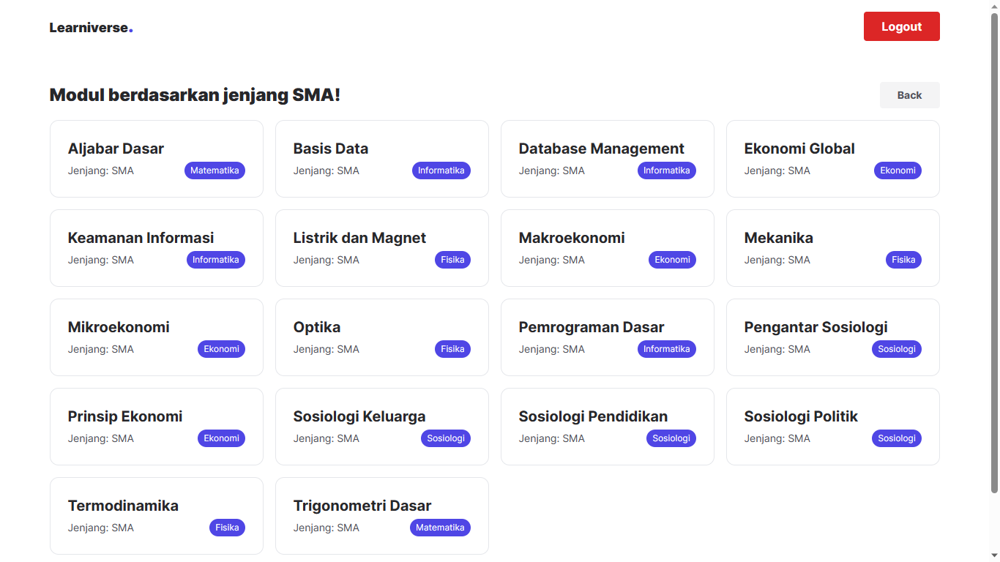 Learniverse.
Logout
Modul berdasarkan jenjang SMA!
Back
Aljabar Dasar
Jenjang: SMA
Matematika
Basis Data
Jenjang: SMA
Informatika
Database Management
Jenjang: SMA
Informatika
Ekonomi Global
Jenjang: SMA
Ekonomi
Keamanan Informasi
Jenjang: SMA
Informatika
Listrik dan Magnet
Jenjang: SMA
Fisika
Makroekonomi
Jenjang: SMA
Ekonomi
Mekanika
Jenjang: SMA
Fisika
Mikroekonomi
Jenjang: SMA
Ekonomi
Optika
Jenjang: SMA
Fisika
Pemrograman Dasar
Jenjang: SMA
Informatika
Pengantar Sosiologi
Jenjang: SMA
Sosiologi
Prinsip Ekonomi
Jenjang: SMA
Ekonomi
Sosiologi Keluarga
Jenjang: SMA
Sosiologi
Sosiologi Pendidikan
Jenjang: SMA
Sosiologi
Sosiologi Politik
Jenjang: SMA
Sosiologi
Termodinamika
Jenjang: SMA
Fisika
Trigonometri Dasar
Jenjang: SMA
Matematika